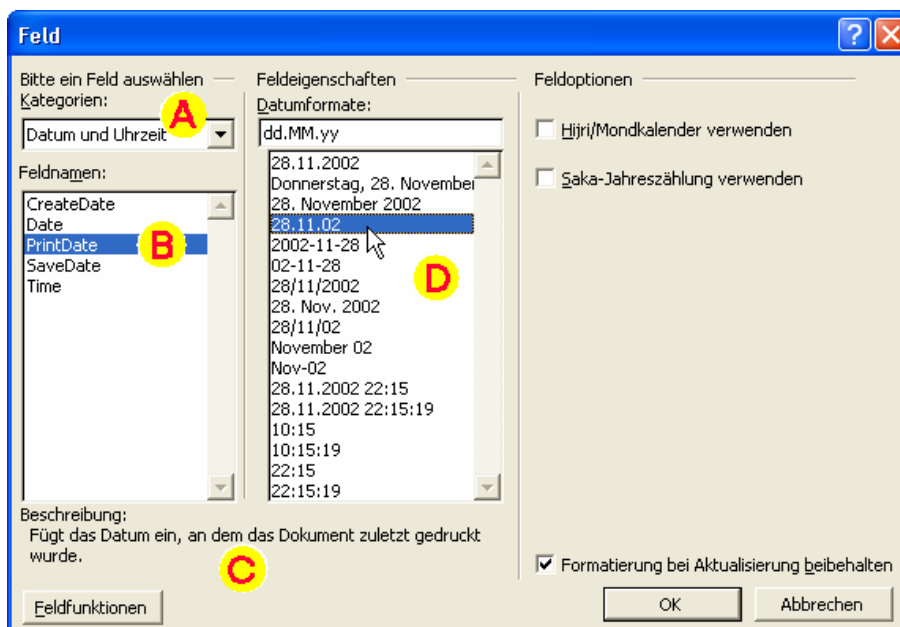 Feld
Bitte ein Feld auswählen
Kategorien:
A
Datum und Uhrzeit
Feldnamen:
CreateDate
Date
PrintDate
B
SaveDate
Time
Feldeigenschaften
Datumformate:
dd.MM.yy
28.11.2002
Donnerstag, 28. November
28. November 2002
28.11.02
2002-11-28
D
02-11-28
28/11/2002
28. Nov. 2002
28/11/02
November 02
Nov-02
28.11.2002 22:15
28.11.2002 22:15:19
10:15
10:15:19
22:15
22:15:19
Feldoptionen
Hijri/Mondkalender verwenden
Saka-Jahreszählung verwenden
Beschreibung:
Fügt das Datum ein, an dem das Dokument zuletzt gedruckt
wurde.
C
Formatierung bei Aktualisierung beibehalten
Feldfunktionen
OK
Abbrechen